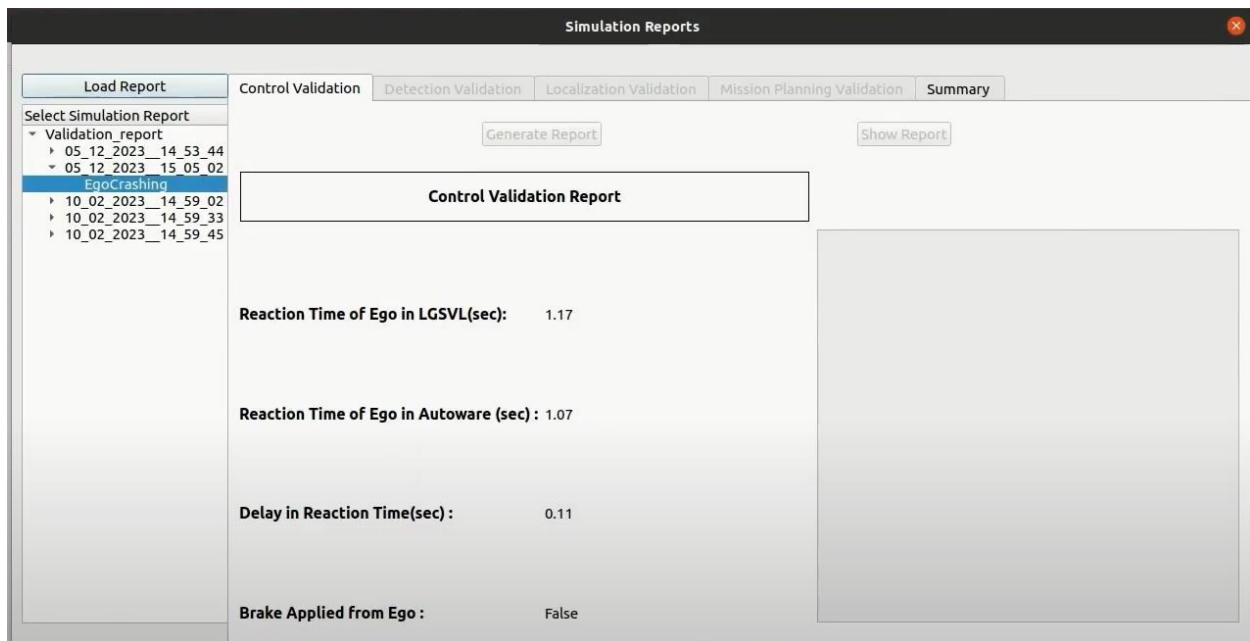 Simulation Reports
Load Report
Control Validation
Detection Validation
Localization Validation
Mission Planning Validation
Summary
Select Simulation Report
Validation_report
05_12_2023__14_53_44
05_12_2023__15_05_02
EgoCrashing
10_02_2023__14_59_02
10_02_2023__14_59_33
10_02_2023__14_59_45
Generate Report
Show Report
Control Validation Report
Reaction Time of Ego in LGSVL(sec): 1.17
Reaction Time of Ego in Autoware (sec) : 1.07
Delay in Reaction Time(sec) : 0.11
Brake Applied from Ego : False